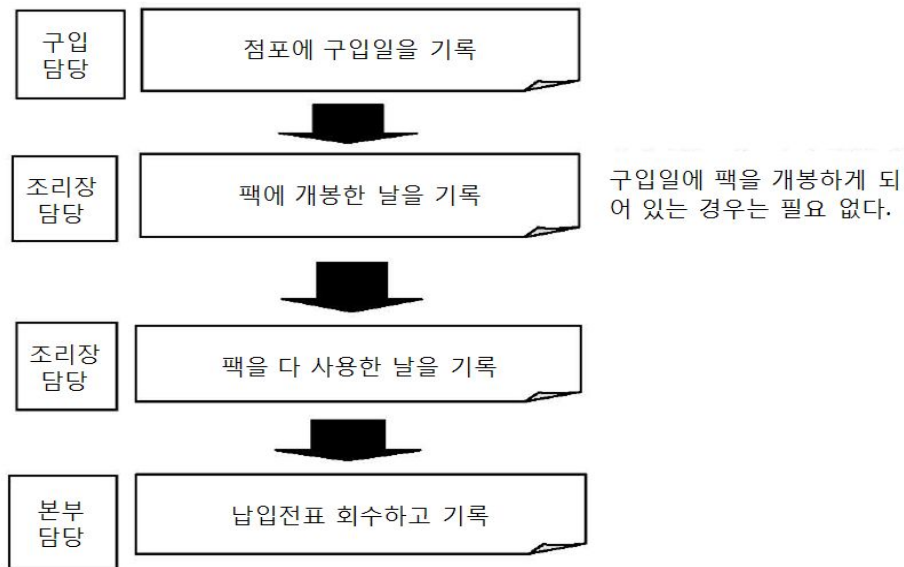 구입
담당
점포에 구입일을 기록
조리장
담당
팩에 개봉한 날을 기록
구입일에 팩을 개봉하게 되
어 있는 경우는 필요 없다.
조리장
담당
팩을 다 사용한 날을 기록
본부
담당
납입전표 회수하고 기록